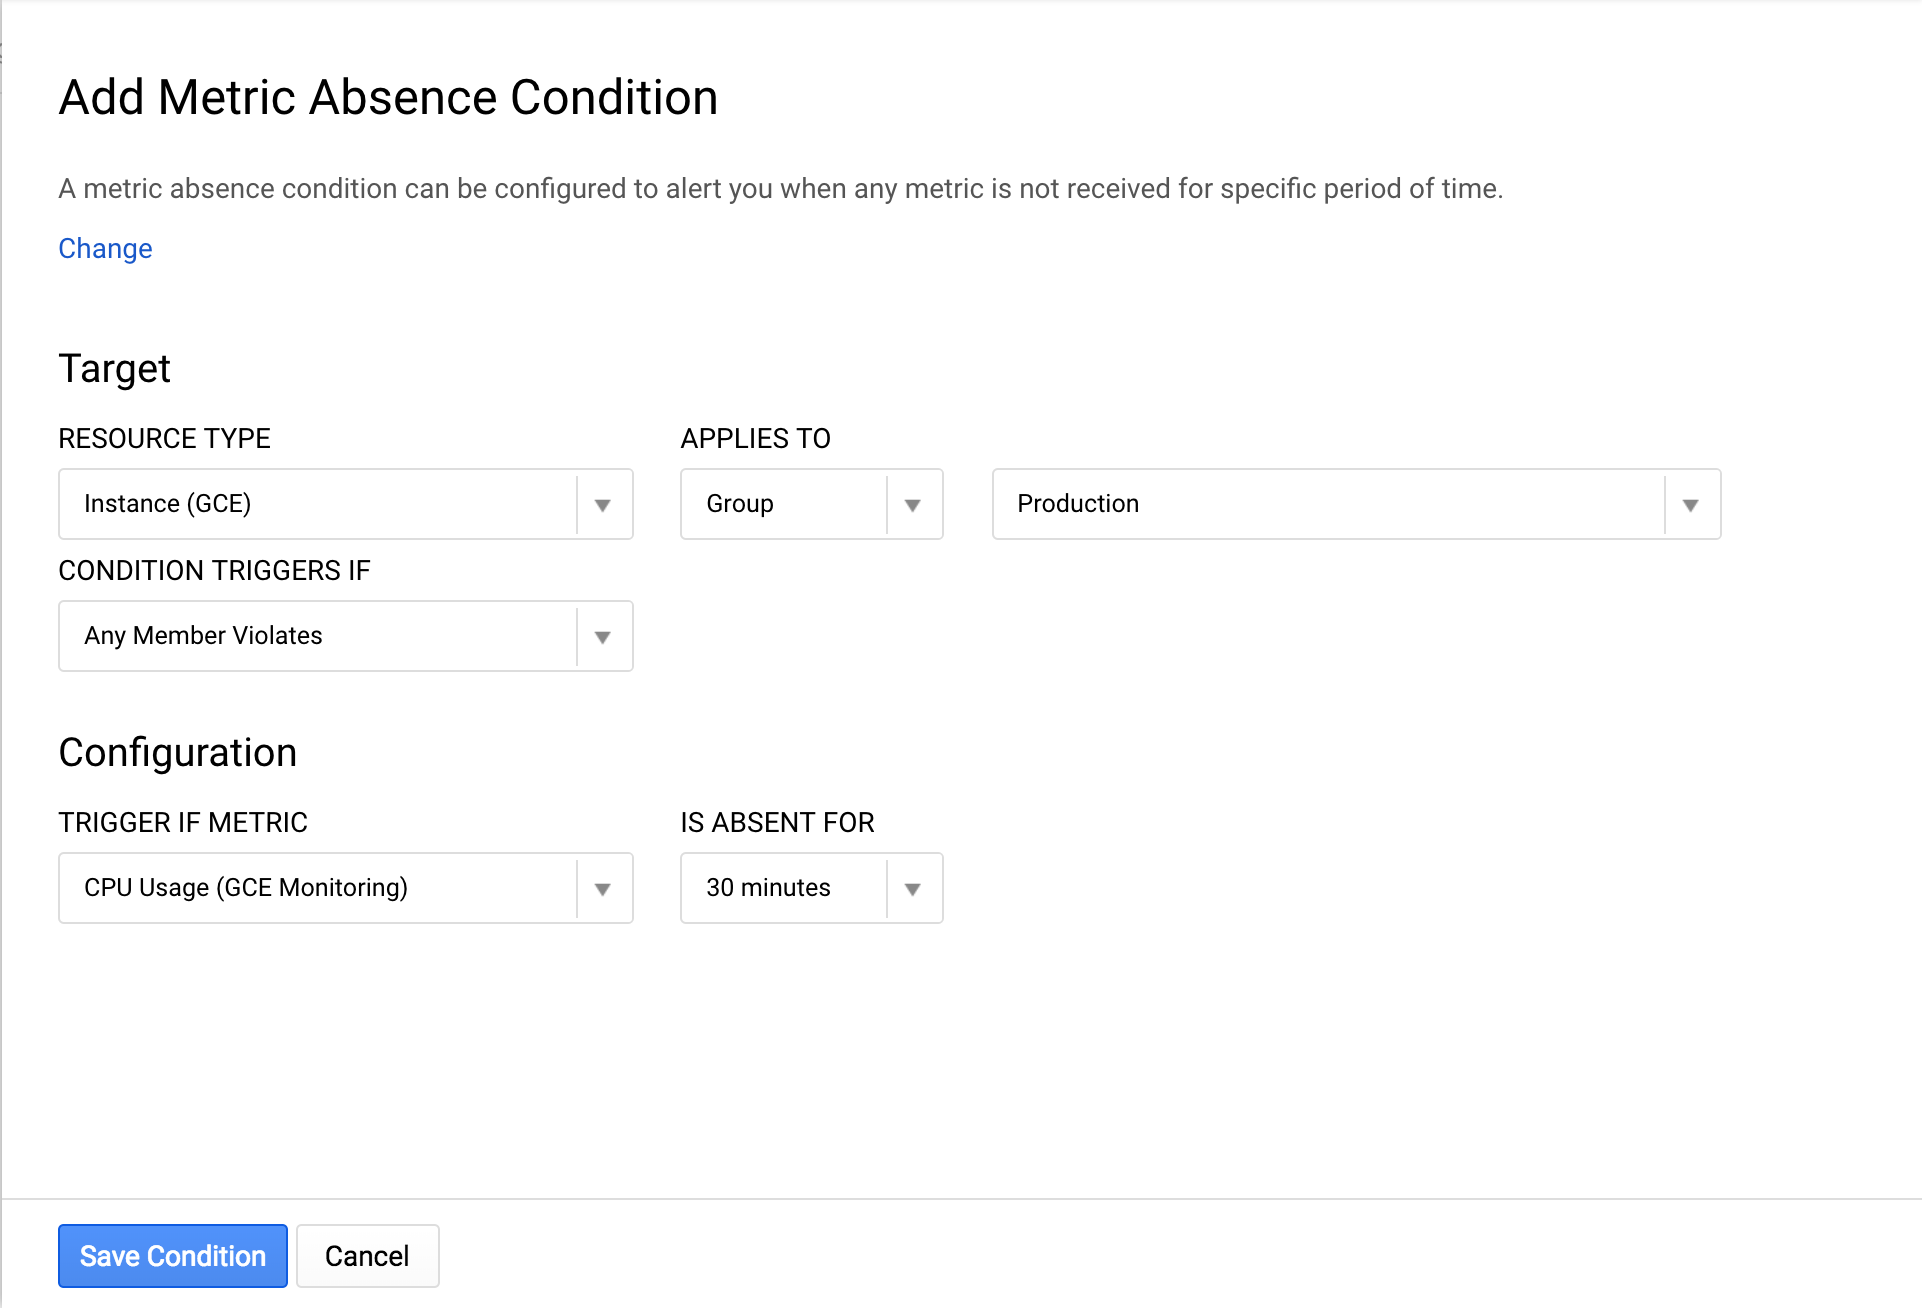 Add Metric Absence Condition
A metric absence condition can be configured to alert you when any metric is not received for specific period of time.
Change
Target
RESOURCE TYPE
APPLIES TO
Instance (GCE)
Group
Production
CONDITION TRIGGERS IF
Any Member Violates
Configuration
TRIGGER IF METRIC
IS ABSENT FOR
CPU Usage (GCE Monitoring)
30 minutes
Save Condition
Cancel